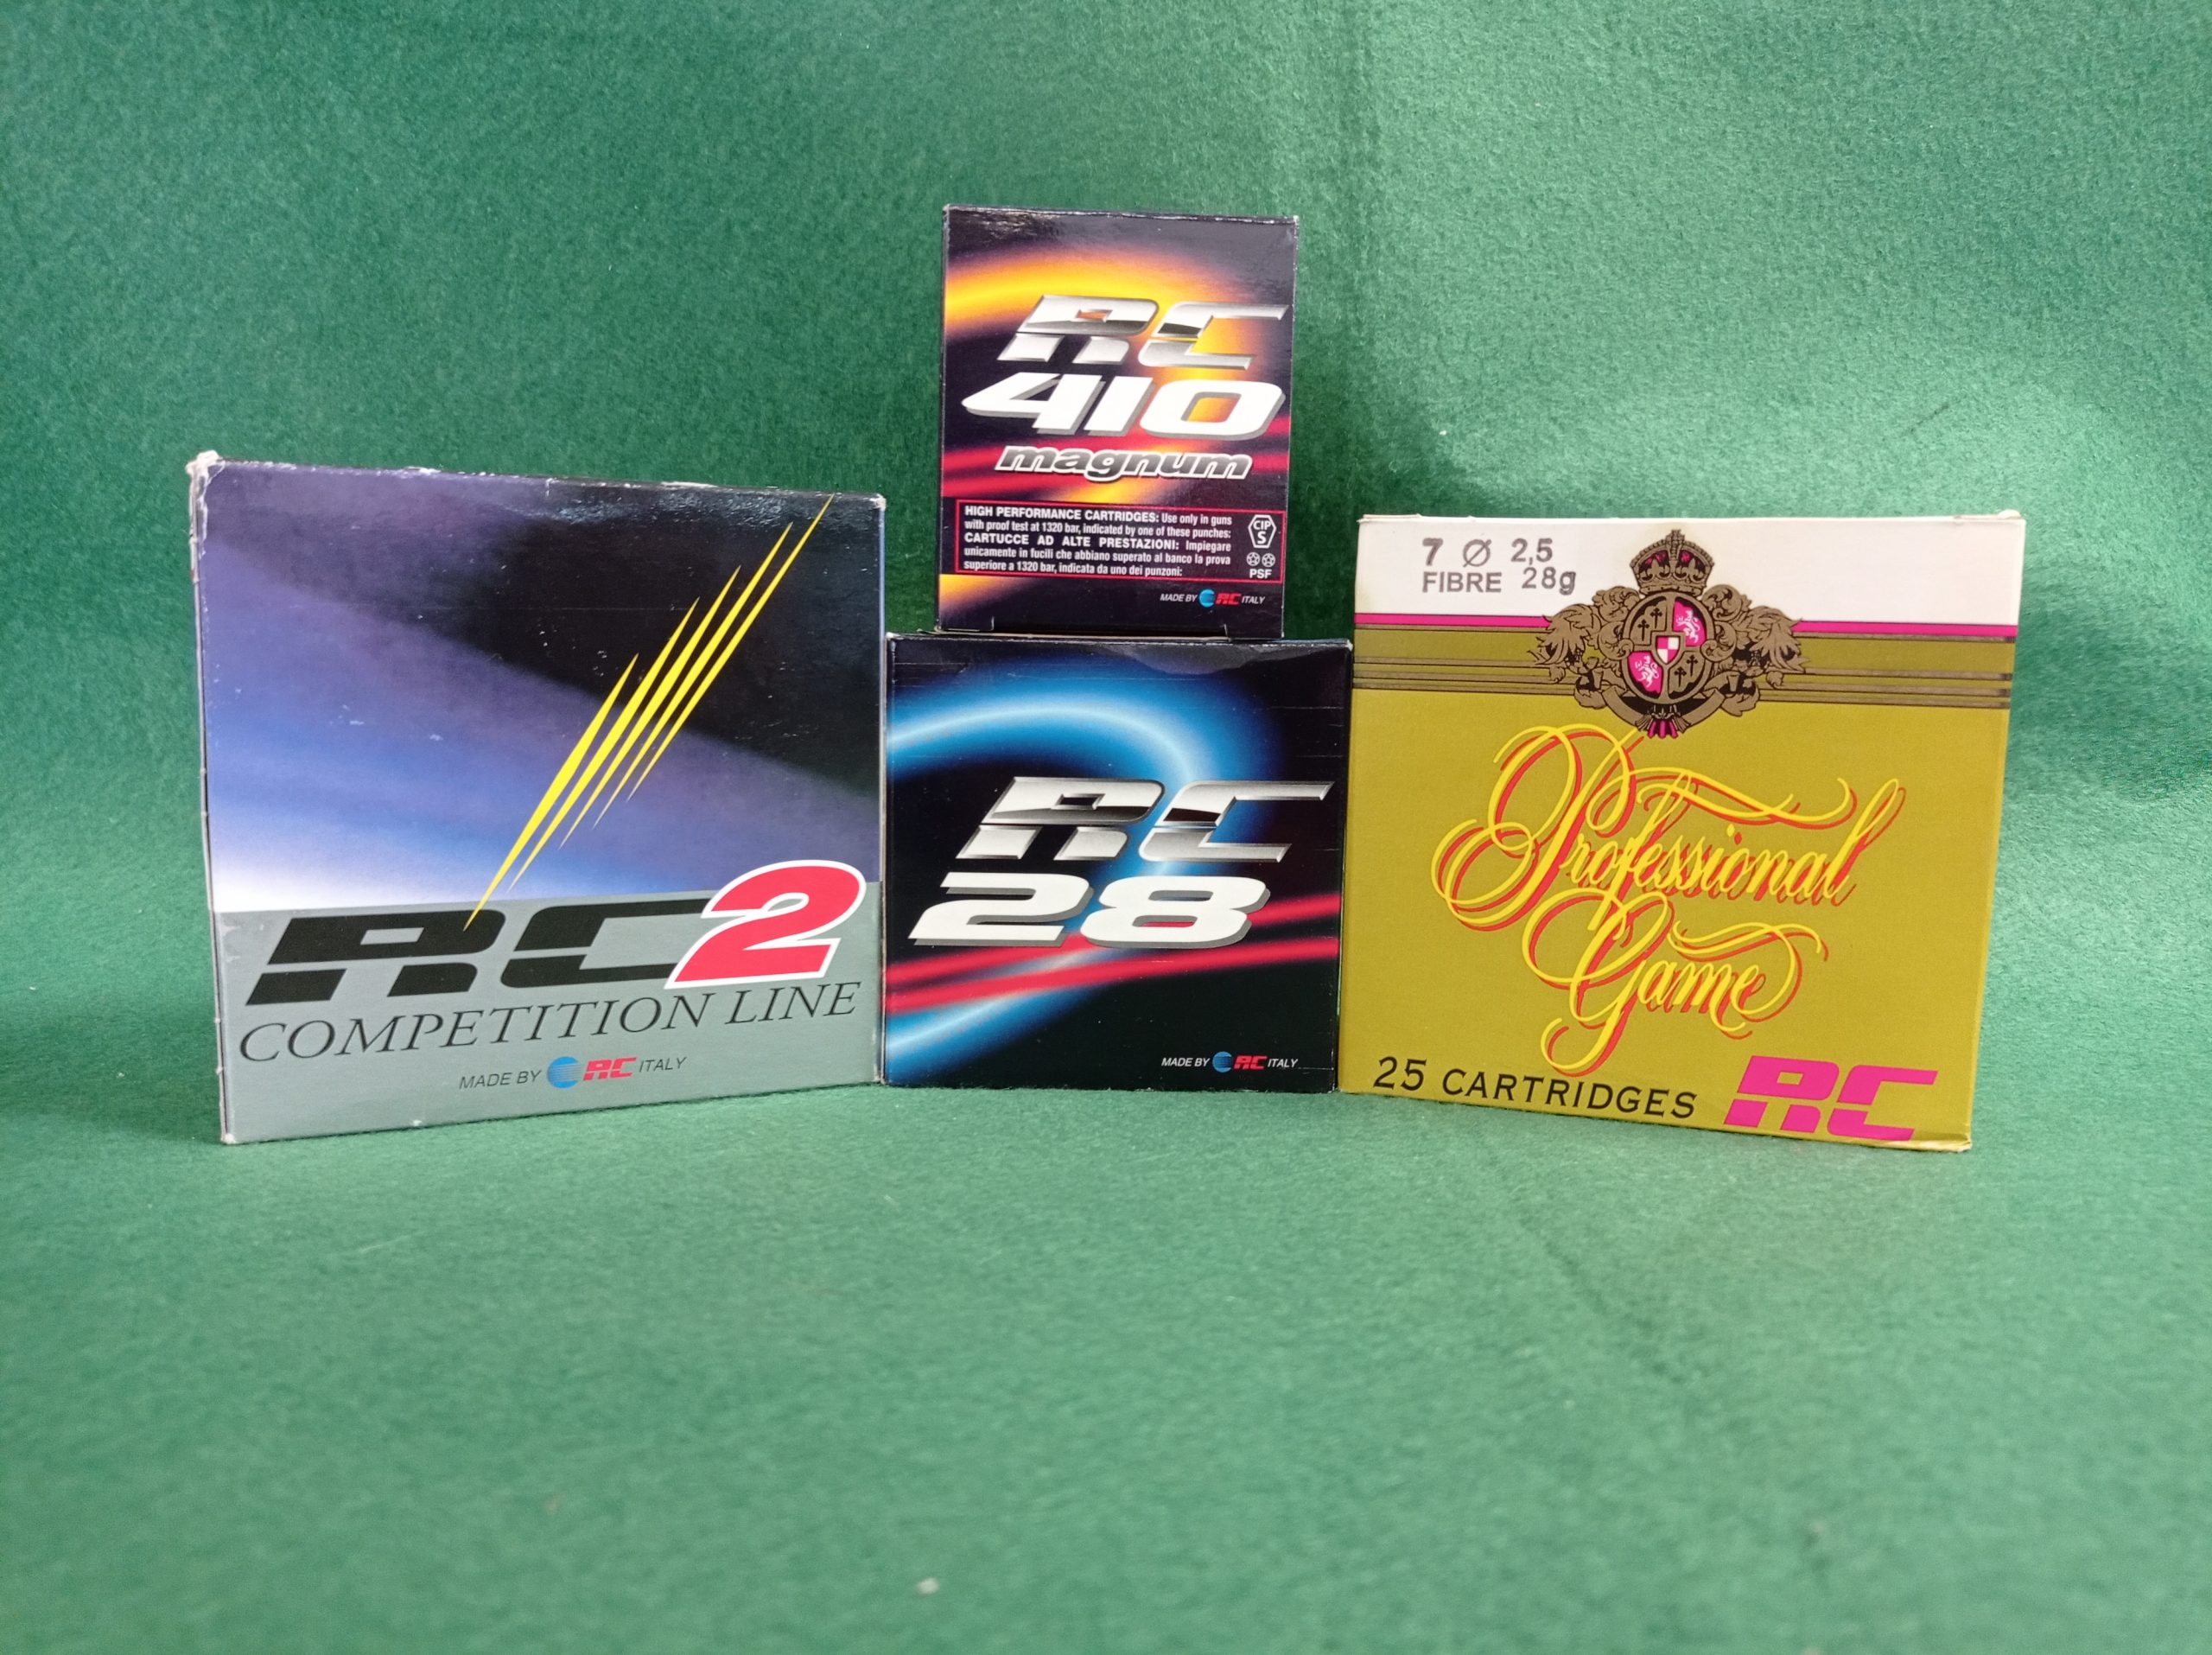 RC
410
magnum
HIGH PERFORMANCE CARTRIDGES: Use only in guns
with proof test at 1320 bar, indicated by one of these punches:
CARTUCCE AD ALTE PRESTAZIONI: Impiegare
unicamente in fucili che abbiano superato al banco la prova
superiore a 1320 bar, indicata da uno dei punzoni:
CIP
S
PSF
MADE BY RC ITALY
RC2
COMPETITION LINE
MADE BY RC ITALY
RC
28
MADE BY RC ITALY
7 Ø 2,5
FIBRE 28g
Professional
Game
25 CARTRIDGES RC